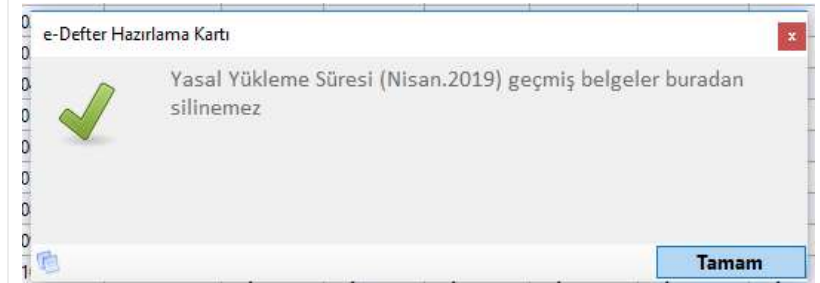 e-Defter Hazırlama Kartı
x
Yasal Yükleme Süresi (Nisan.2019) geçmiş belgeler buradan
silinemez
Tamam